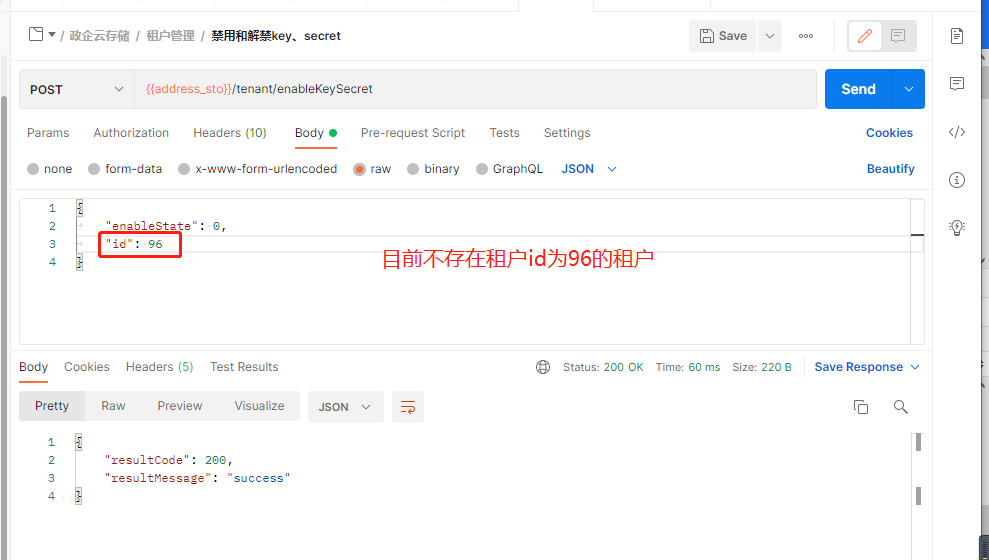 / 政企云存储 / 租户管理 / 禁用和解禁key、secret
Save
POST
{{address_sto}}/tenant/enableKeySecret
Send
Params Authorization Headers (10) Body Pre-request Script Tests Settings Cookies
none form-data x-www-form-urlencoded raw binary GraphQL JSON Beautify
1 {
2 "enableState": 0,
3 "id": 96
4 }
目前不存在租户id为96的租户
Body Cookies Headers (5) Test Results Status: 200 OK Time: 60 ms Size: 220 B Save Response
Pretty Raw Preview Visualize JSON
1 {
2 "resultCode": 200,
3 "resultMessage": "success"
4 }